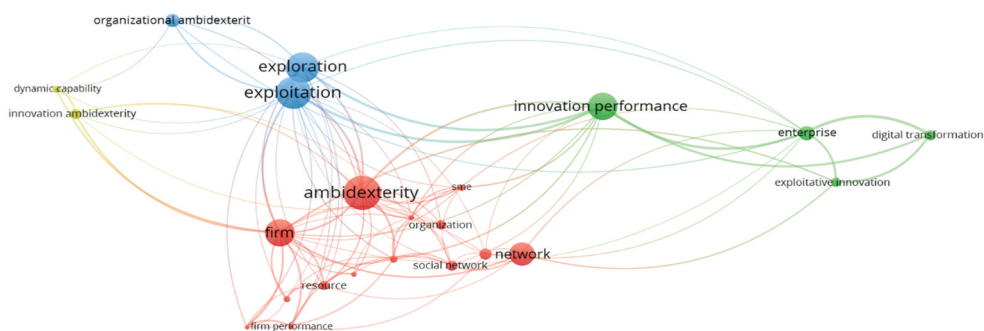 organizational ambidexterit
exploration
exploitation
dynamic capability
innovation ambidexterity
innovation performance
enterprise
digital transformation
exploitative innovation
ambidexterity
sme
organization
firm
network
social network
resource
firm performance